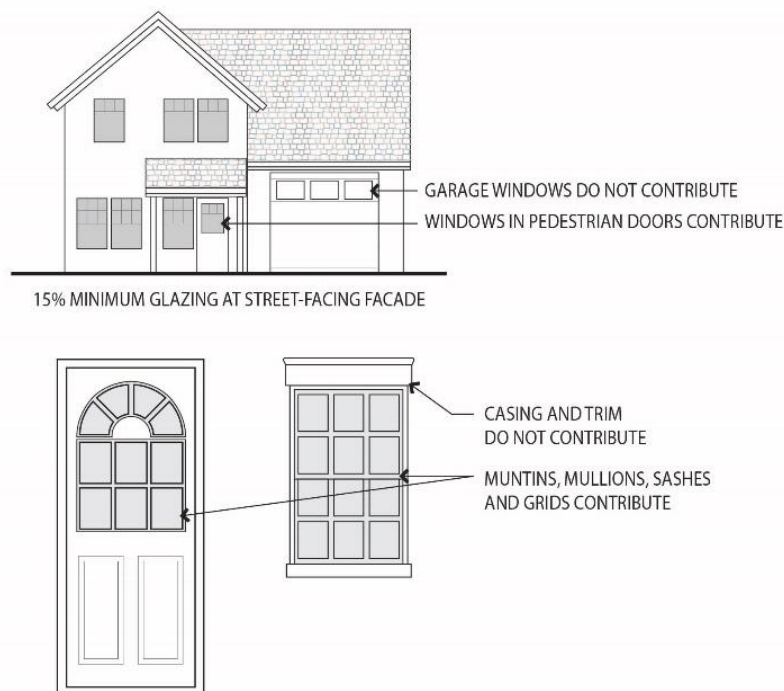 GARAGE WINDOWS DO NOT CONTRIBUTE
WINDOWS IN PEDESTRIAN DOORS CONTRIBUTE
15% MINIMUM GLAZING AT STREET-FACING FACADE
CASING AND TRIM
DO NOT CONTRIBUTE
MUNTINS, MULLIONS, SASHES
AND GRIDS CONTRIBUTE